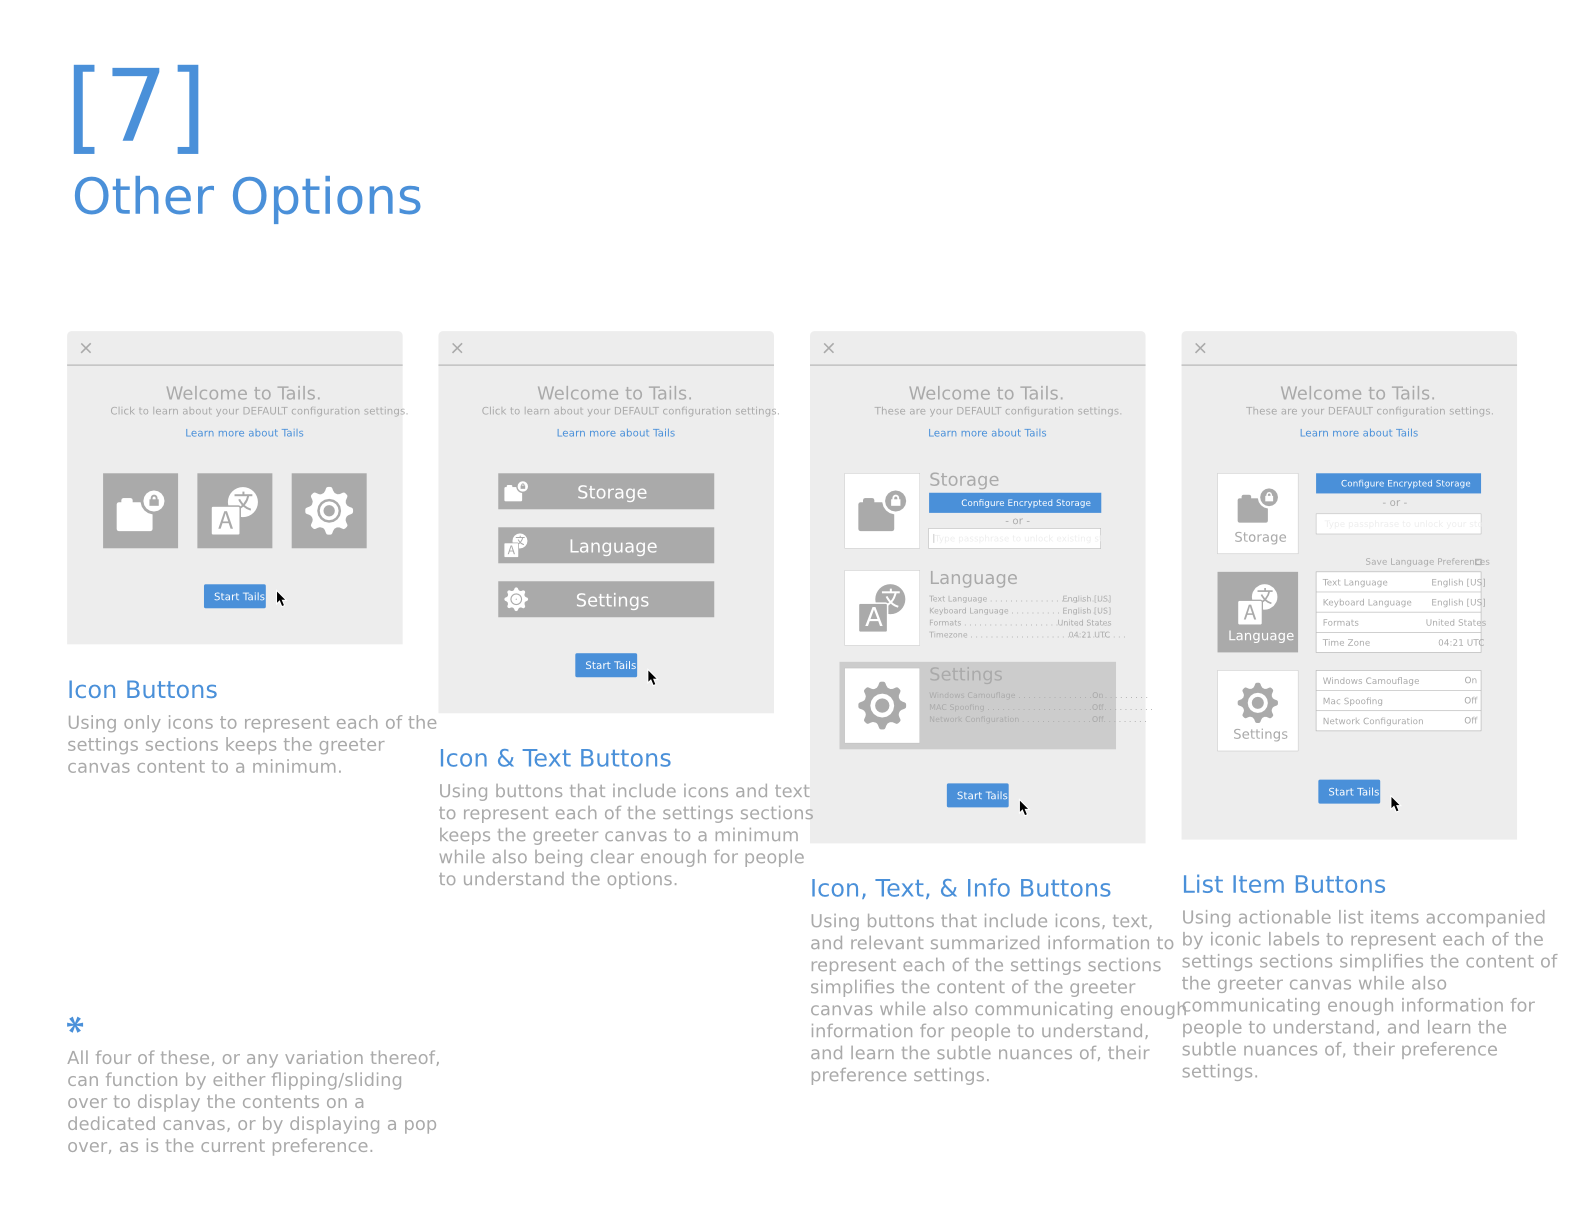 [7]
Other Options
Welcome to Tails.
Click to learn about your DEFAULT configuration settings.
Learn more about Tails
A 文
Start Tails
Icon Buttons
Using only icons to represent each of the
settings sections keeps the greeter
canvas content to a minimum.
Welcome to Tails.
Click to learn about your DEFAULT configuration settings.
Learn more about Tails
Storage
A 文
Language
Settings
Start Tails
Icon & Text Buttons
Using buttons that include icons and text
to represent each of the settings sections
keeps the greeter canvas to a minimum
while also being clear enough for people
to understand the options.
Welcome to Tails.
These are your DEFAULT configuration settings.
Learn more about Tails
Storage
Configure Encrypted Storage
- or -
Type passphrase to unlock existing
A 文
Language
Text Language . . . . . . . . . . . . . . English [US]
Keyboard Language . . . . . . . . . . English [US]
Formats . . . . . . . . . . . . . . . . . . . United States
Timezone . . . . . . . . . . . . . . . . . . . 04:21 UTC . . .
Settings
Windows Camouflage . . . . . . . . . . . . . . . On . . . . . . . . .
MAC Spoofing . . . . . . . . . . . . . . . . . . . . . Off . . . . . . . . . .
Network Configuration . . . . . . . . . . . . . . Off . . . . . . . . .
Start Tails
Icon, Text, & Info Buttons
Using buttons that include icons, text,
and relevant summarized information to
represent each of the settings sections
simplifies the content of the greeter
canvas while also communicating enough
information for people to understand,
and learn the subtle nuances of, their
preference settings.
Welcome to Tails.
These are your DEFAULT configuration settings.
Learn more about Tails
Storage
Configure Encrypted Storage
- or -
Type passphrase to unlock your
Save Language Preferences
A 文
Language
Text Language English [US]
Keyboard Language English [US]
Formats United States
Time Zone 04:21 UTC
Settings
Windows Camouflage On
Mac Spoofing Off
Network Configuration Off
Start Tails
List Item Buttons
Using actionable list items accompanied
by iconic labels to represent each of the
settings sections simplifies the content of
the greeter canvas while also
communicating enough information for
people to understand, and learn the
subtle nuances of, their preference
settings.
*
All four of these, or any variation thereof,
can function by either flipping/sliding
over to display the contents on a
dedicated canvas, or by displaying a pop
over, as is the current preference.